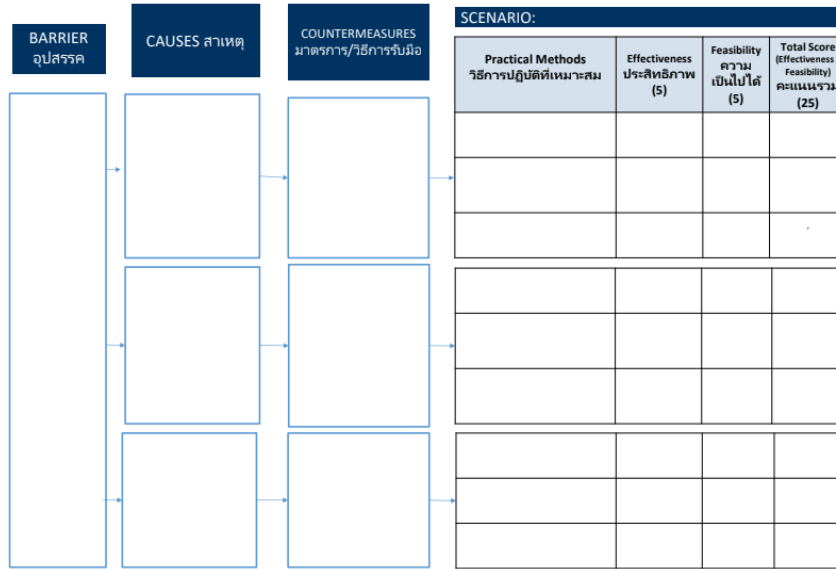 BARRIER
อุปสรรค
CAUSES สาเหตุ
COUNTERMEASURES
มาตรการ/วิธีการรับมือ
SCENARIO:
Practical Methods
วิธีการปฏิบัติที่เหมาะสม
Effectiveness
ประสิทธิภาพ
(5)
Feasibility
ความ
เป็นไปได้
(5)
Total Score
(Effectiveness
Feasibility)
คะแนนรวม
(25)